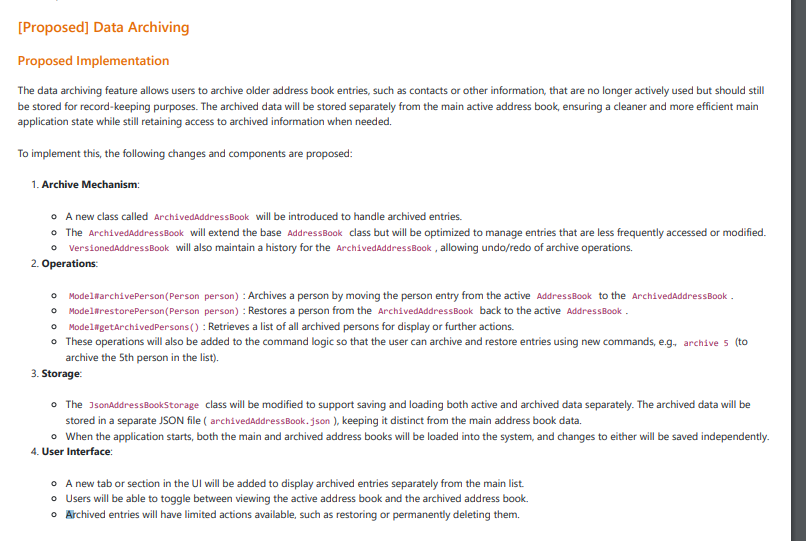 [Proposed] Data Archiving
Proposed Implementation
The data archiving feature allows users to archive older address book entries, such as contacts or other information, that are no longer actively used but should still
be stored for record-keeping purposes. The archived data will be stored separately from the main active address book, ensuring a cleaner and more efficient main
application state while still retaining access to archived information when needed.
To implement this, the following changes and components are proposed:
1. Archive Mechanism:
A new class called ArchivedAddressBook will be introduced to handle archived entries.
The ArchivedAddressBook will extend the base AddressBook class but will be optimized to manage entries that are less frequently accessed or modified.
VersionedAddressBook will also maintain a history for the ArchivedAddressBook , allowing undo/redo of archive operations.
2. Operations:
Model#archivePerson(Person person) : Archives a person by moving the person entry from the active AddressBook to the ArchivedAddressBook .
Model#restorePerson(Person person) : Restores a person from the ArchivedAddressBook back to the active AddressBook .
Model#getArchivedPersons() : Retrieves a list of all archived persons for display or further actions.
These operations will also be added to the command logic so that the user can archive and restore entries using new commands, e.g., archive 5 (to
archive the 5th person in the list).
3. Storage:
The JsonAddressBookStorage class will be modified to support saving and loading both active and archived data separately. The archived data will be
stored in a separate JSON file ( archivedAddressBook.json ), keeping it distinct from the main address book data.
When the application starts, both the main and archived address books will be loaded into the system, and changes to either will be saved independently.
4. User Interface:
A new tab or section in the UI will be added to display archived entries separately from the main list.
Users will be able to toggle between viewing the active address book and the archived address book.
Archived entries will have limited actions available, such as restoring or permanently deleting them.